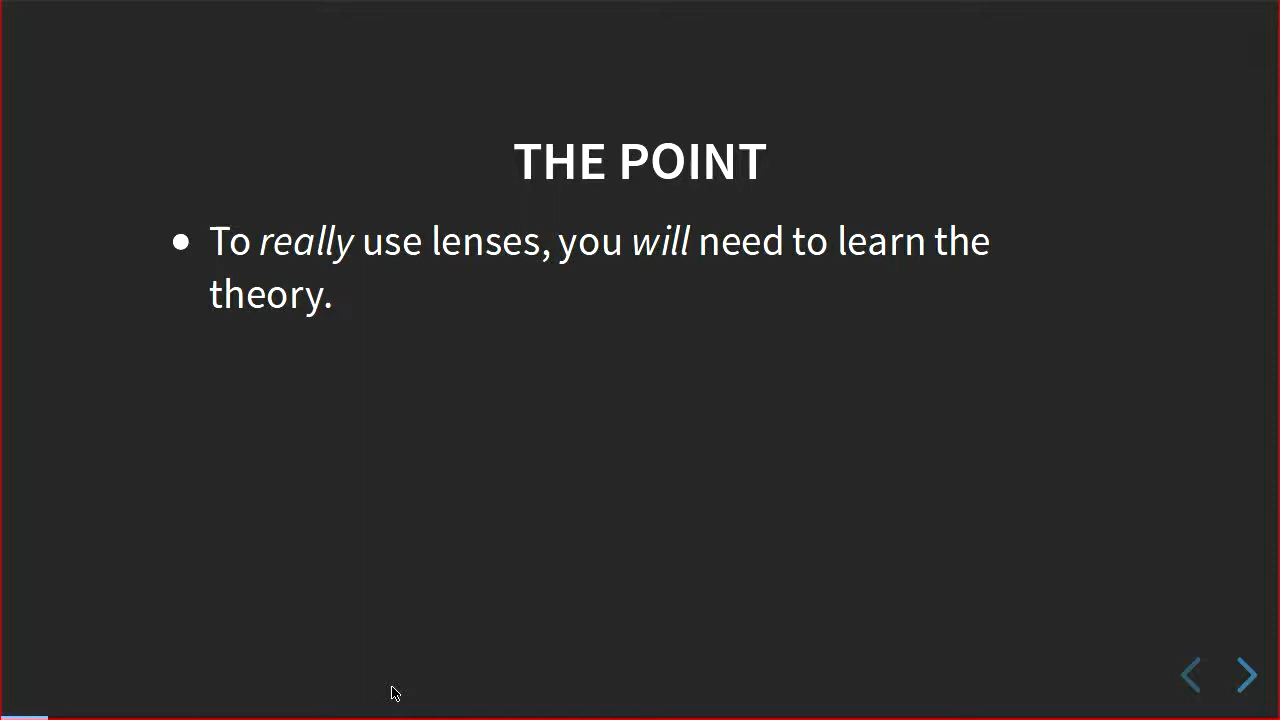 THE POINT
• To really use lenses, you will need to learn the
theory.